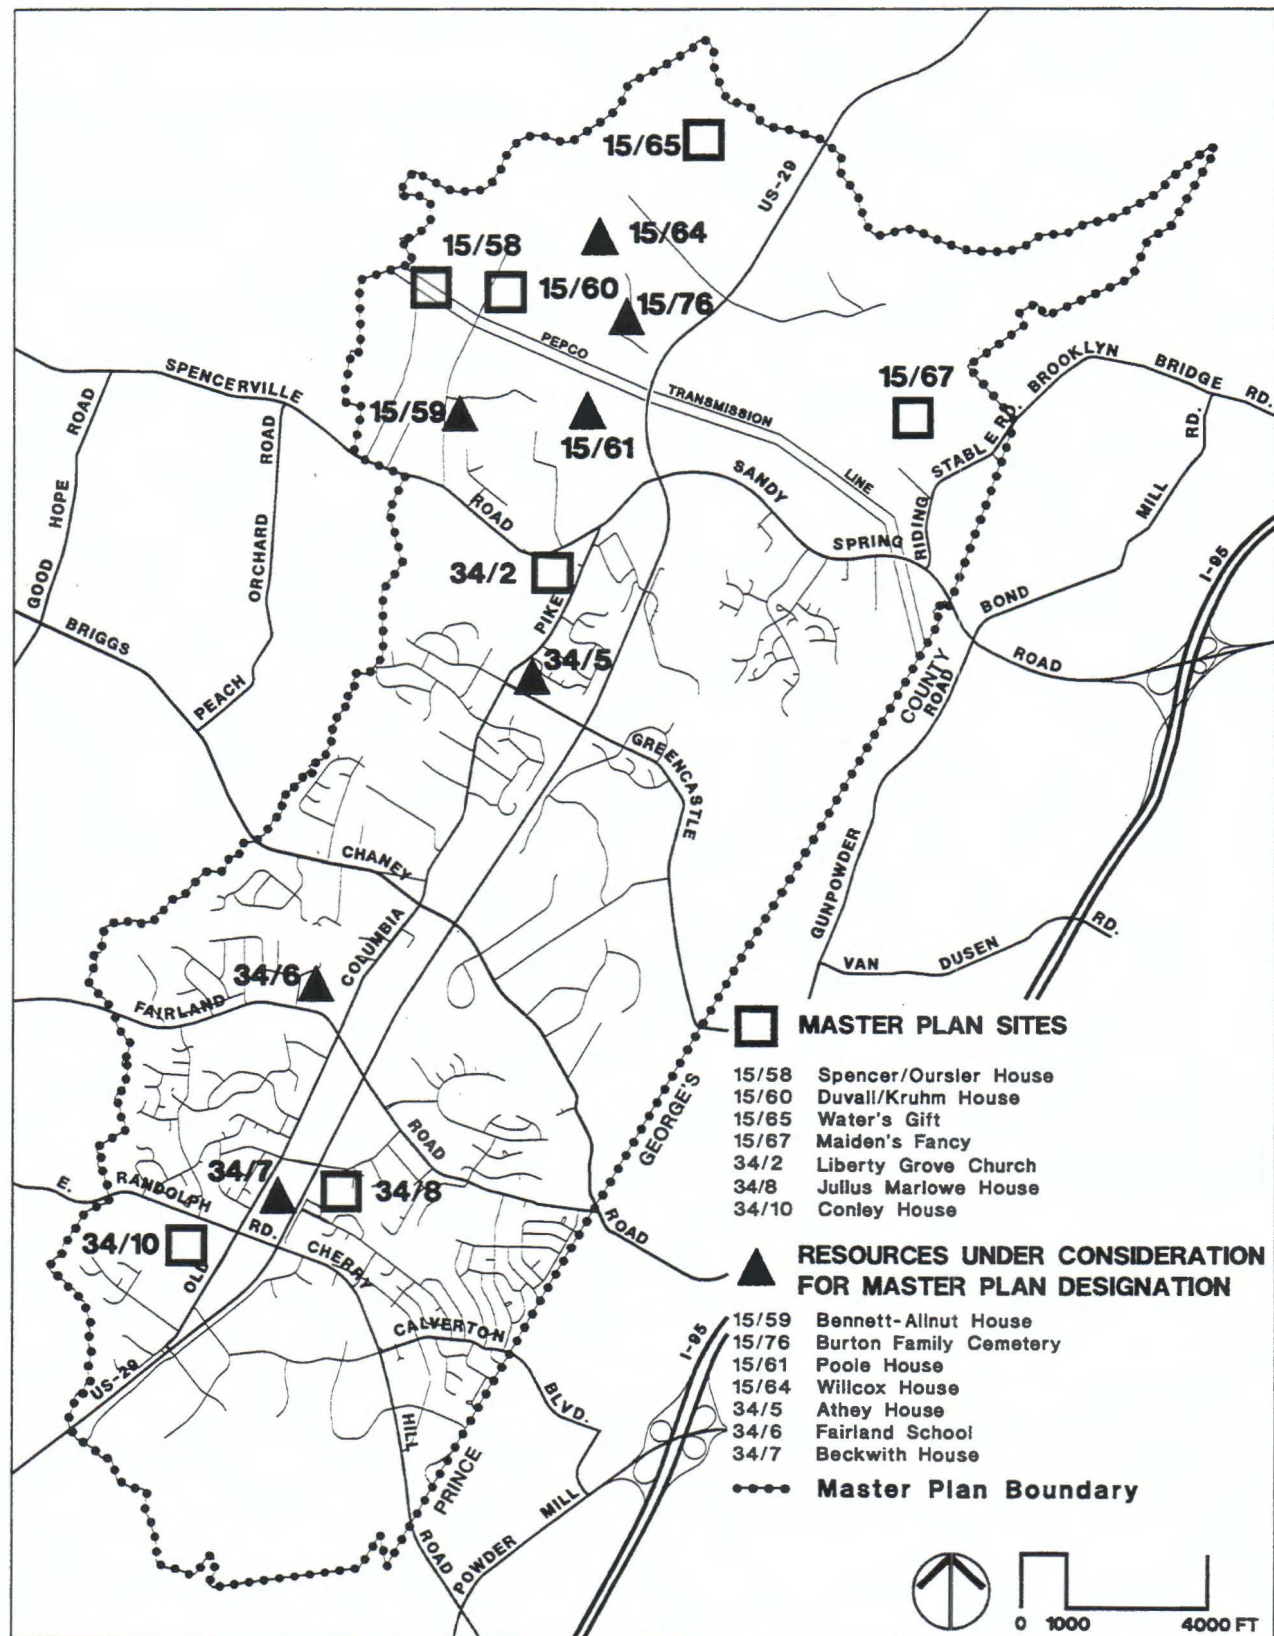 15/65
US-29
15/64
15/58
15/60
15/76
PEPCO
TRANSMISSION
LINE
SPENCERVILLE
ROAD
15/59
15/61
15/67
BROOKLYN
BRIDGE
RD.
STABLE RD.
RIDING
MILL
RD.
GOOD HOPE ROAD
ORCHARD ROAD
PEACH
BRIGGS
SANDY
SPRING
ROAD
BOND
I-95
34/2
PIKE
34/5
GREENCASTLE
COUNTY
ROAD
GUNPOWDER
CHANEY
COLUMBIA
VAN
DUSEN
RD.
34/6
FAIRLAND
ROAD
ROAD
GEORGE'S
PRINCE
34/7
34/8
E.
RANDOLPH
RD.
CHERRY
HILL
ROAD
34/10
OLD
US-29
CALVERTON
BLVD.
POWDER
MILL
I-95
MASTER PLAN SITES
15/58 Spencer/Oursler House
15/60 Duvall/Kruhm House
15/65 Water's Gift
15/67 Maiden's Fancy
34/2 Liberty Grove Church
34/8 Julius Marlowe House
34/10 Conley House
RESOURCES UNDER CONSIDERATION
FOR MASTER PLAN DESIGNATION
15/59 Bennett-Allnut House
15/76 Burton Family Cemetery
15/61 Poole House
15/64 Willcox House
34/5 Athey House
34/6 Fairland School
34/7 Beckwith House
Master Plan Boundary
0 1000 4000 FT